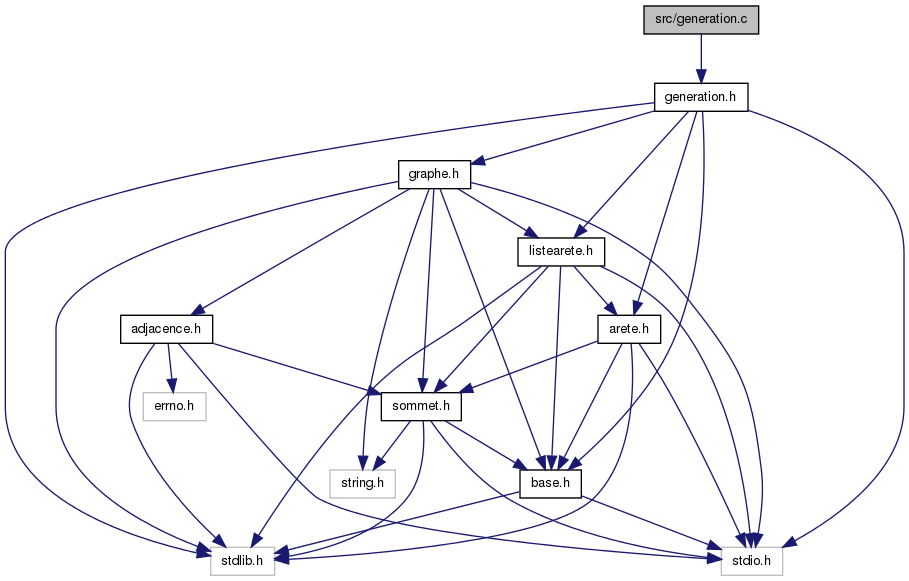 src/generation.c
generation.h
graphe.h
listearete.h
adjacence.h
arete.h
errno.h
sommet.h
string.h
base.h
stdlib.h
stdio.h